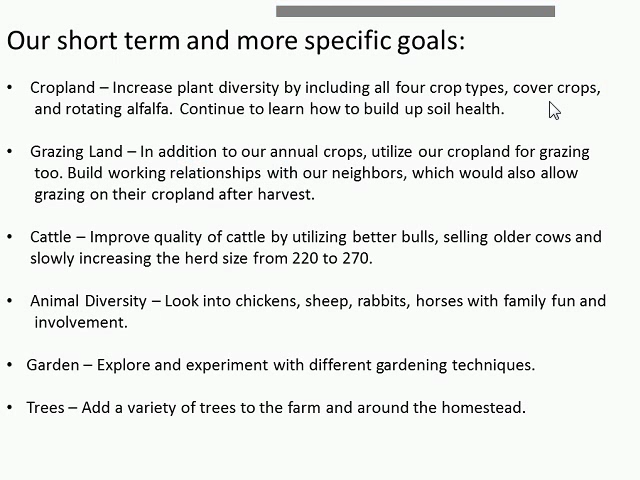 Our short term and more specific goals:
• Cropland – Increase plant diversity by including all four crop types, cover crops,
and rotating alfalfa. Continue to learn how to build up soil health.
• Grazing Land – In addition to our annual crops, utilize our cropland for grazing
too. Build working relationships with our neighbors, which would also allow
grazing on their cropland after harvest.
• Cattle – Improve quality of cattle by utilizing better bulls, selling older cows and
slowly increasing the herd size from 220 to 270.
• Animal Diversity – Look into chickens, sheep, rabbits, horses with family fun and
involvement.
• Garden – Explore and experiment with different gardening techniques.
• Trees – Add a variety of trees to the farm and around the homestead.